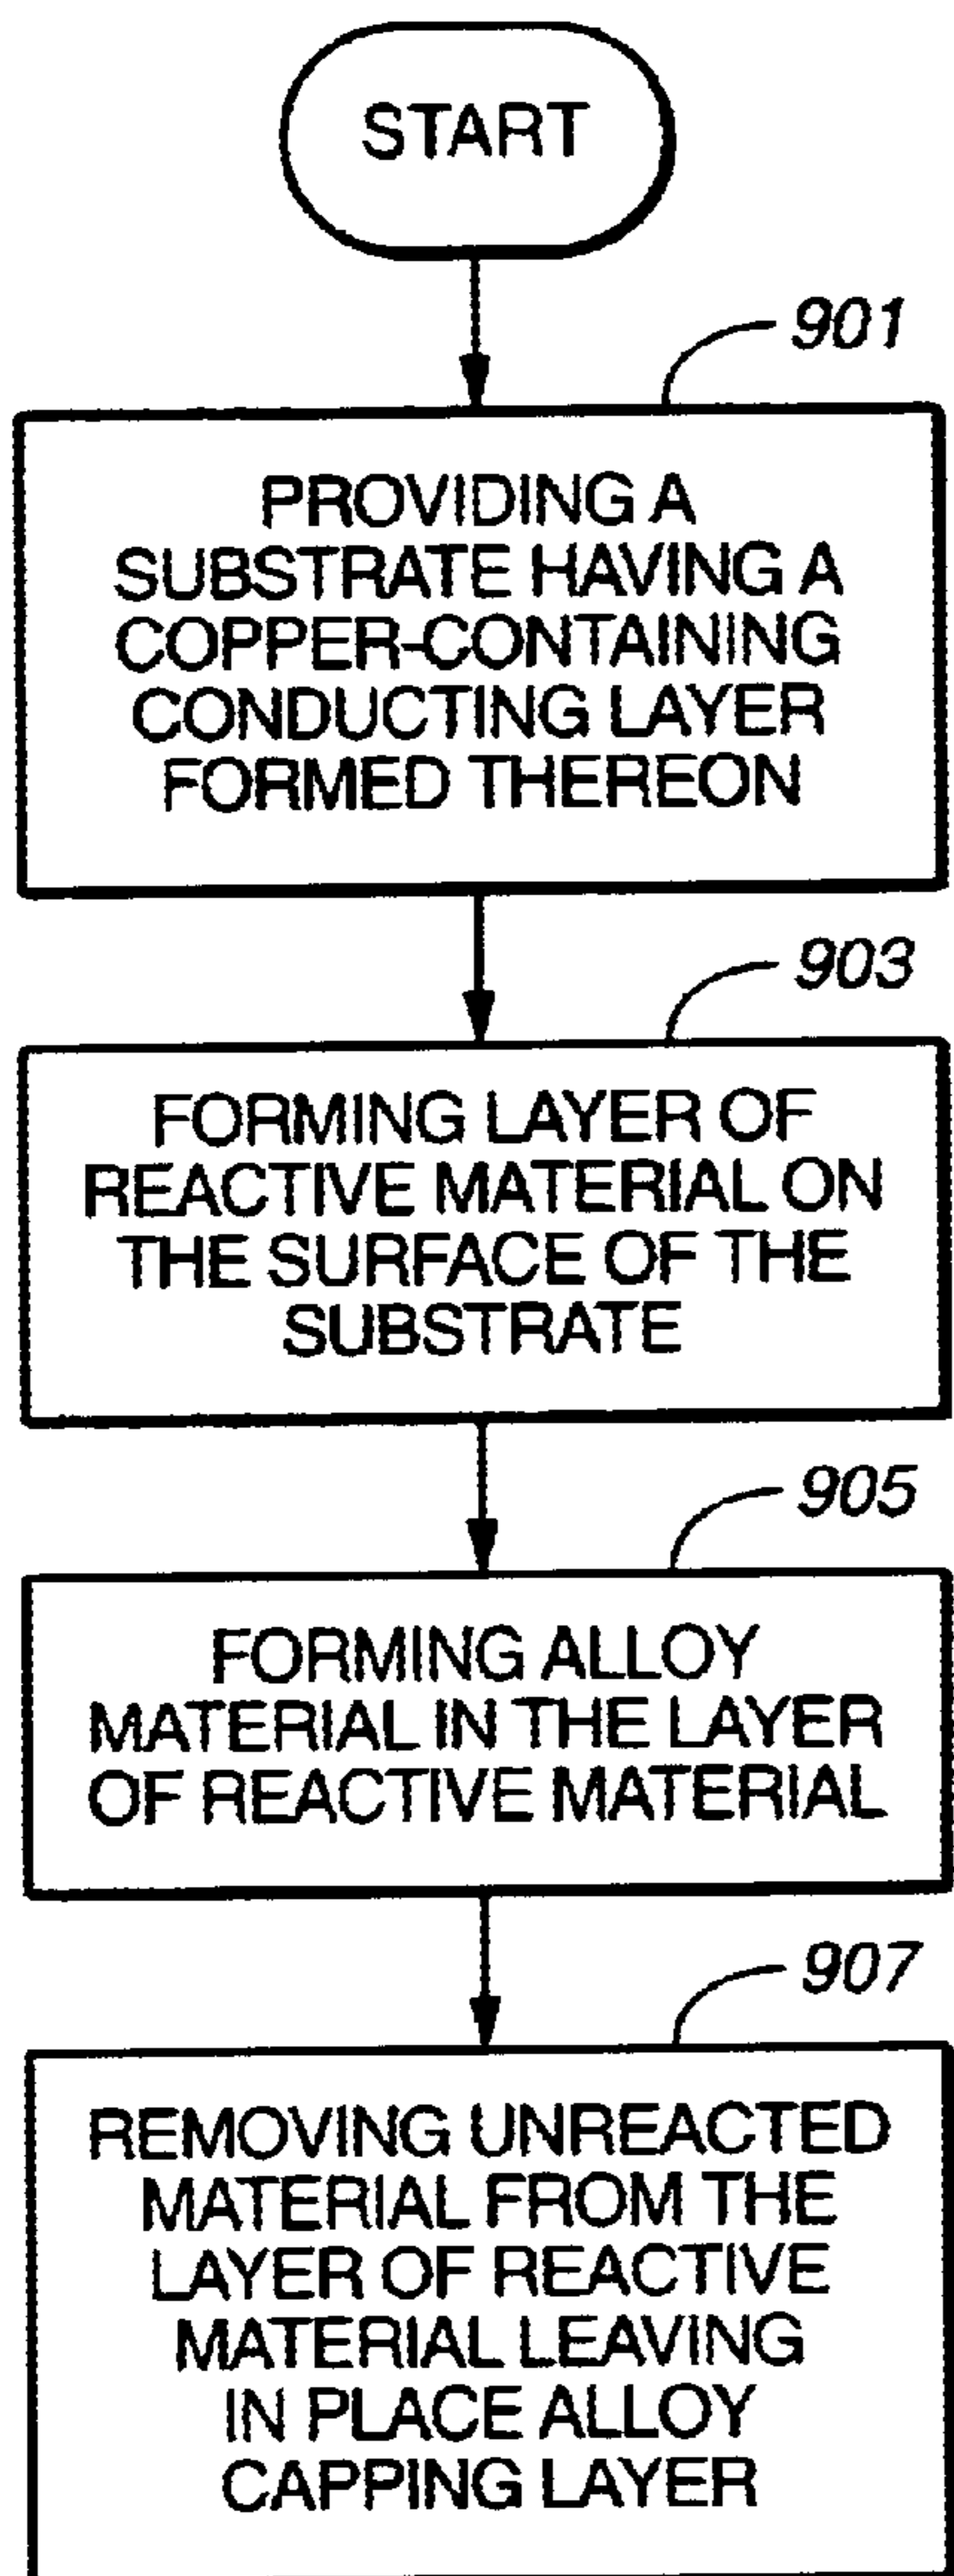 START
901
PROVIDING A
SUBSTRATE HAVING A
COPPER-CONTAINING
CONDUCTING LAYER
FORMED THEREON
903
FORMING LAYER OF
REACTIVE MATERIAL ON
THE SURFACE OF THE
SUBSTRATE
905
FORMING ALLOY
MATERIAL IN THE LAYER
OF REACTIVE MATERIAL
907
REMOVING UNREACTED
MATERIAL FROM THE
LAYER OF REACTIVE
MATERIAL LEAVING
IN PLACE ALLOY
CAPPING LAYER